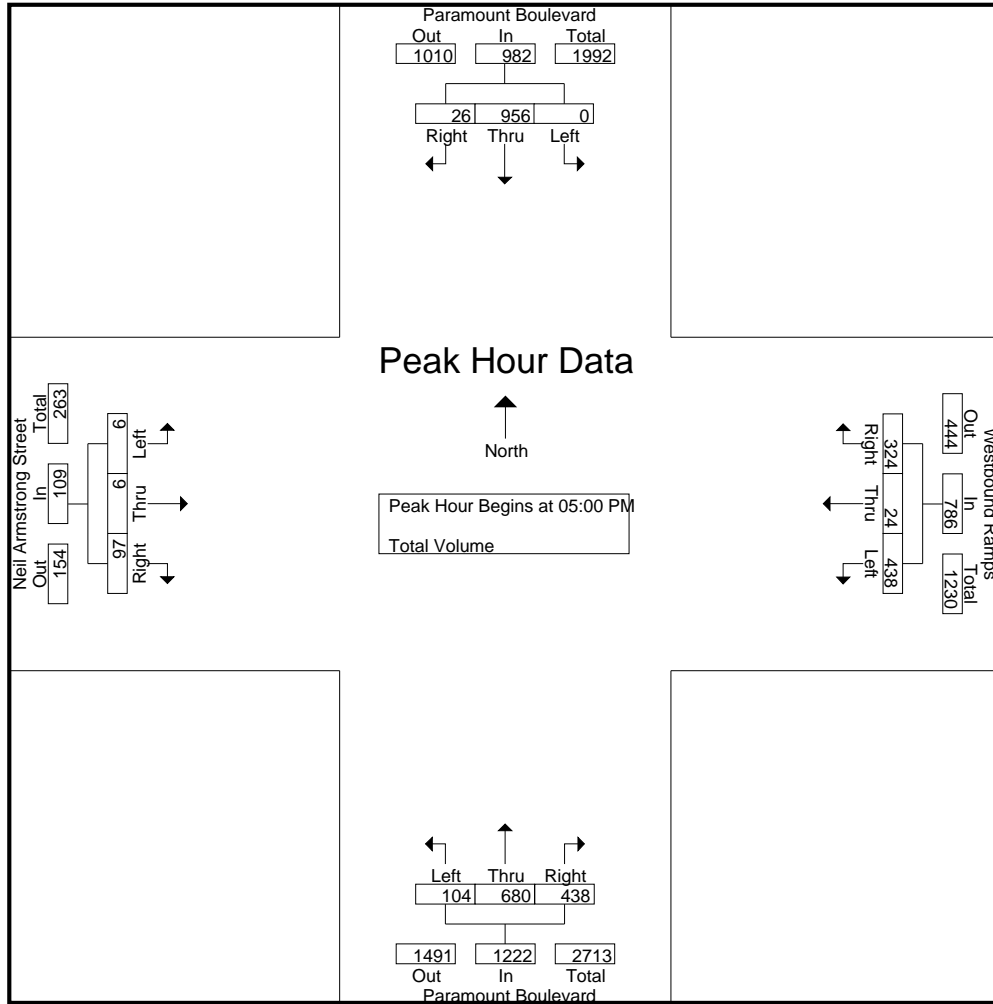 Paramount Boulevard
Out In Total
1010 982 1992
26 956 0
Right Thru Left
Peak Hour Data
North
Peak Hour Begins at 05:00 PM
Total Volume
Neil Armstrong Street
Total In Out
263 109 154
6 6 97
Left Thru Right
Westbound Ramps
Out In Total
444 786 1230
324 24 438
Right Thru Left
Left Thru Right
104 680 438
1491 1222 2713
Out In Total
Paramount Boulevard